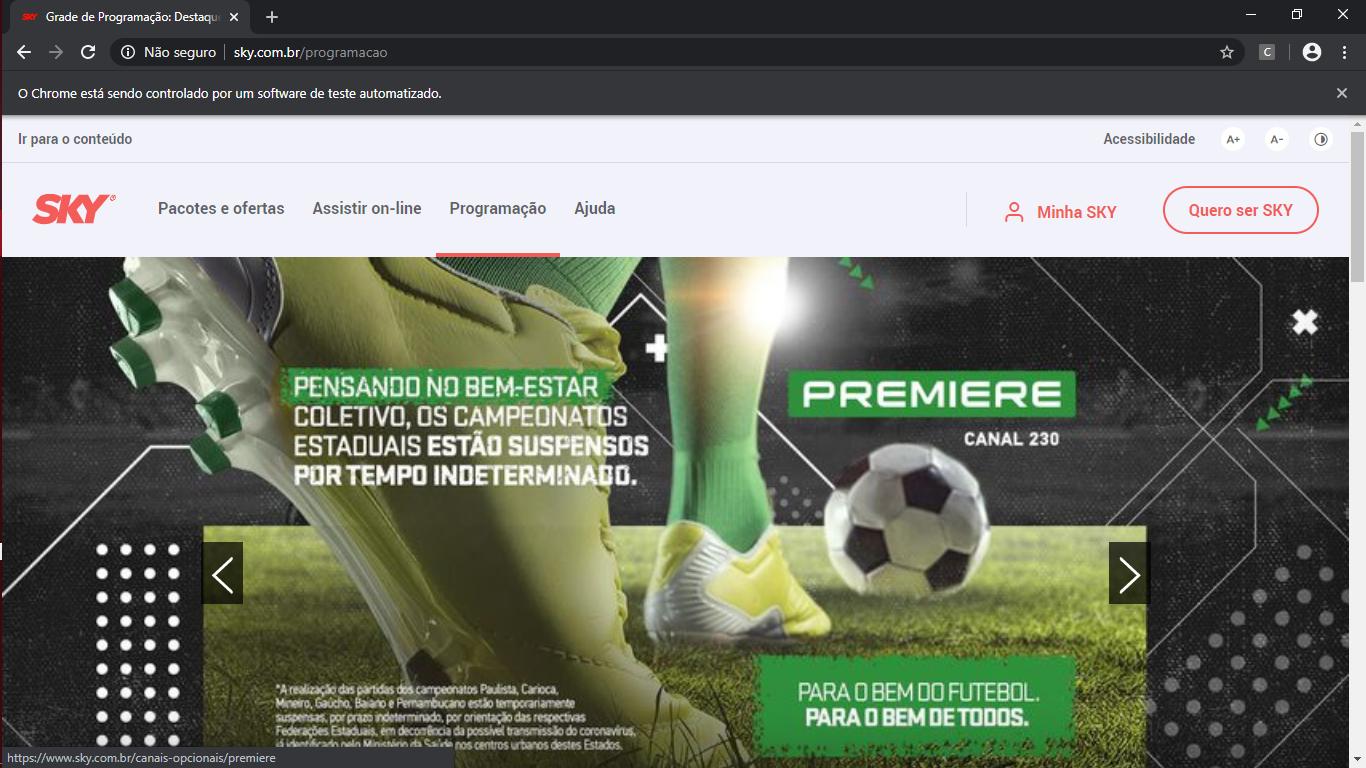 SKY Grade de Programação: Destaqu
Não seguro sky.com.br/programacao
C
O Chrome está sendo controlado por um software de teste automatizado.
Ir para o conteúdo
Acessibilidade A+ A-
SKY
Pacotes e ofertas
Assistir on-line
Programação
Ajuda
Minha SKY
Quero ser SKY
PENSANDO NO BEM-ESTAR
COLETIVO, OS CAMPEONATOS
ESTADUAIS ESTÃO SUSPENSOS
POR TEMPO INDETERMINADO.
PREMIERE
CANAL 230
*A realização das partidas dos campeonatos Paulista, Carioca,
Mineiro, Gaúcho, Baiano e Pernambucano estão temporariamente
suspensas, por prazo indeterminado, por orientação das respectivas
Federações Estaduais, em decorrência da possível transmissão do coronavírus,
já identificado pelo Ministério da Saúde nos centros urbanos destes Estados.
PARA O BEM DO FUTEBOL.
PARA O BEM DE TODOS.
https://www.sky.com.br/canais-opcionais/premiere